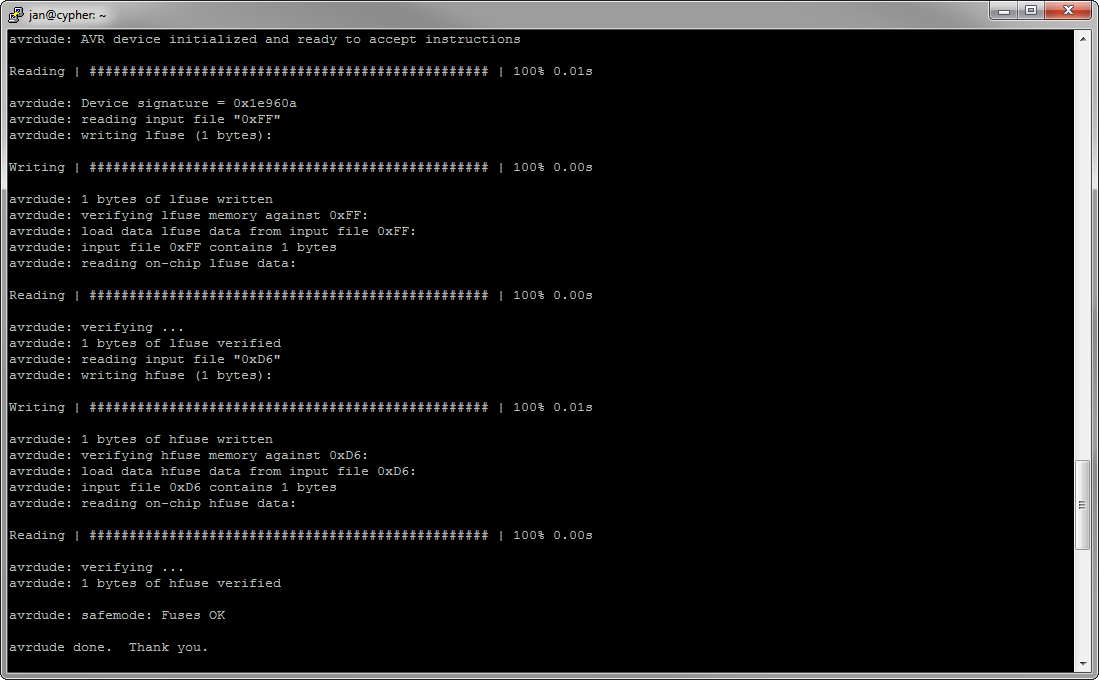 jan@cypher: ~
avrdude: AVR device initialized and ready to accept instructions
Reading | ################################################## | 100% 0.01s
avrdude: Device signature = 0x1e960a
avrdude: reading input file "0xFF"
avrdude: writing lfuse (1 bytes):
Writing | ################################################## | 100% 0.00s
avrdude: 1 bytes of lfuse written
avrdude: verifying lfuse memory against 0xFF:
avrdude: load data lfuse data from input file 0xFF:
avrdude: input file 0xFF contains 1 bytes
avrdude: reading on-chip lfuse data:
Reading | ################################################## | 100% 0.00s
avrdude: verifying ...
avrdude: 1 bytes of lfuse verified
avrdude: reading input file "0xD6"
avrdude: writing hfuse (1 bytes):
Writing | ################################################## | 100% 0.01s
avrdude: 1 bytes of hfuse written
avrdude: verifying hfuse memory against 0xD6:
avrdude: load data hfuse data from input file 0xD6:
avrdude: input file 0xD6 contains 1 bytes
avrdude: reading on-chip hfuse data:
Reading | ################################################## | 100% 0.00s
avrdude: verifying ...
avrdude: 1 bytes of hfuse verified
avrdude: safemode: Fuses OK
avrdude done.  Thank you.